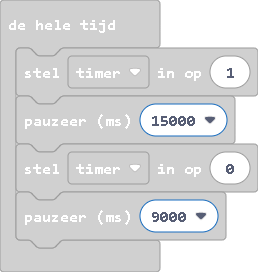 de hele tijd
stel timer in op 1
pauzeer (ms) 15000
stel timer in op 0
pauzeer (ms) 9000